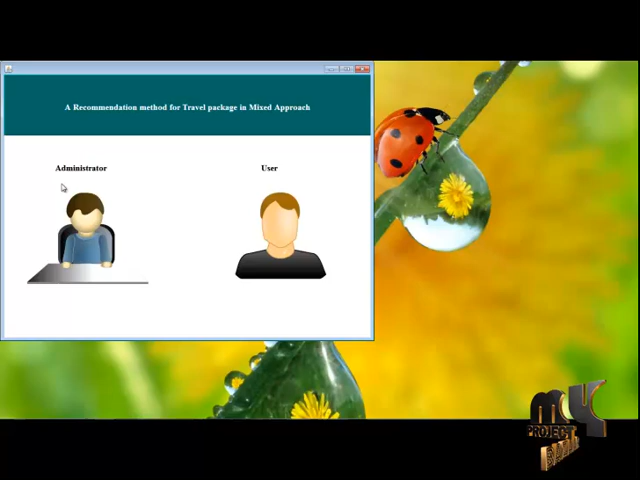 A Recommendation method for Travel package in Mixed Approach
Administrator
User
PROJECT